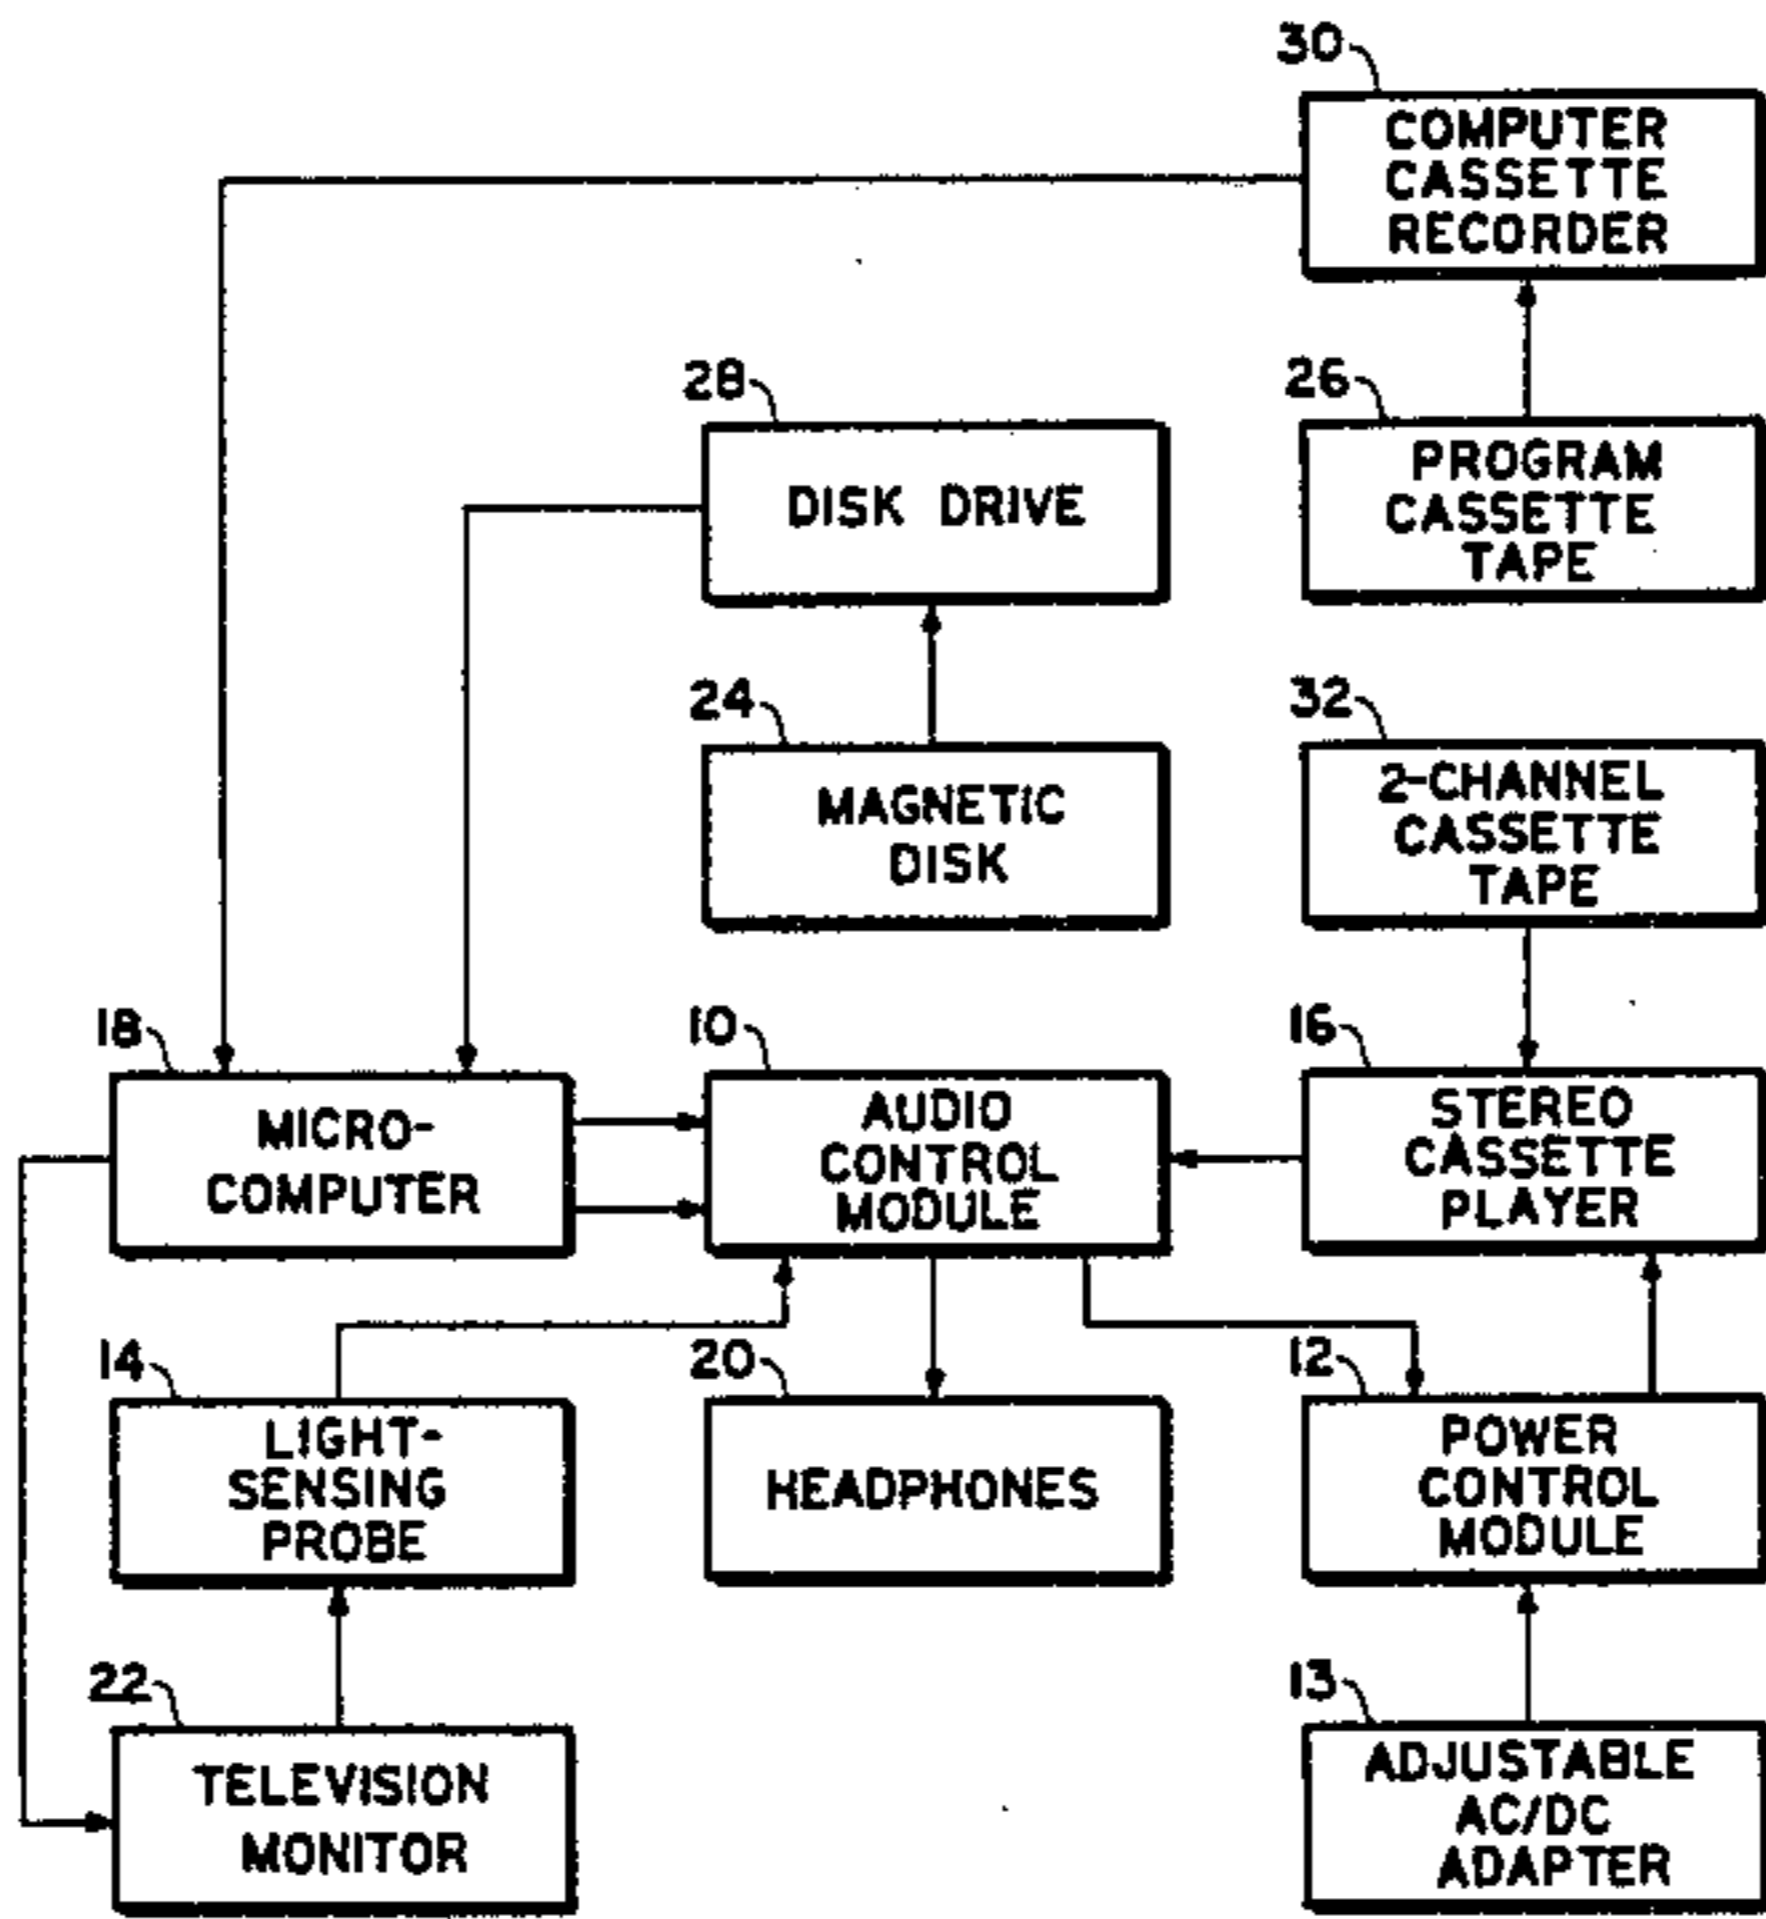 30
COMPUTER
CASSETTE
RECORDER
28
DISK DRIVE
26
PROGRAM
CASSETTE
TAPE
24
MAGNETIC
DISK
32
2-CHANNEL
CASSETTE
TAPE
18
MICRO-
COMPUTER
10
AUDIO
CONTROL
MODULE
16
STEREO
CASSETTE
PLAYER
14
LIGHT-
SENSING
PROBE
20
HEADPHONES
12
POWER
CONTROL
MODULE
22
TELEVISION
MONITOR
13
ADJUSTABLE
AC/DC
ADAPTER